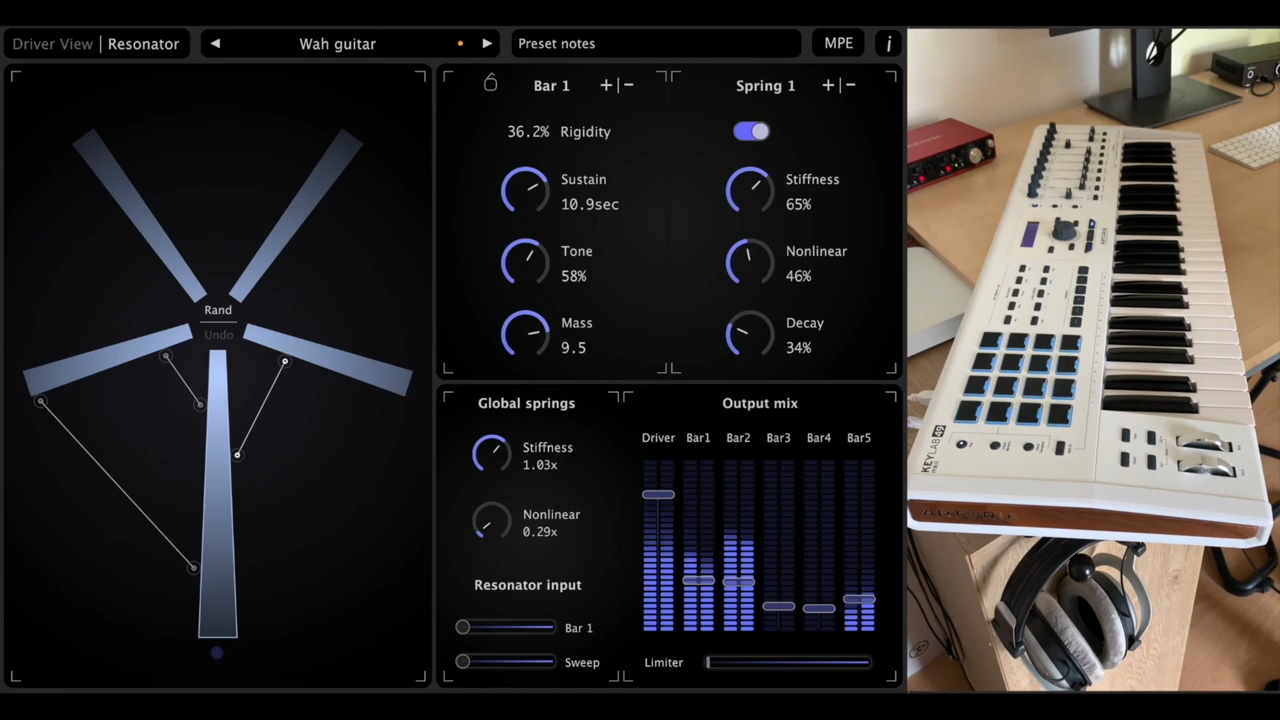 Driver View | Resonator
Wah guitar
Preset notes
MPE
i
Rand
Undo
Bar 1
+|−
36.2% Rigidity
Sustain
10.9sec
Tone
58%
Mass
9.5
Spring 1
+|−
Stiffness
65%
Nonlinear
46%
Decay
34%
Global springs
Stiffness
1.03x
Nonlinear
0.29x
Resonator input
Bar 1
Sweep
Output mix
Driver Bar1 Bar2 Bar3 Bar4 Bar5
Limiter
KEYLAB 49
ARTURIA